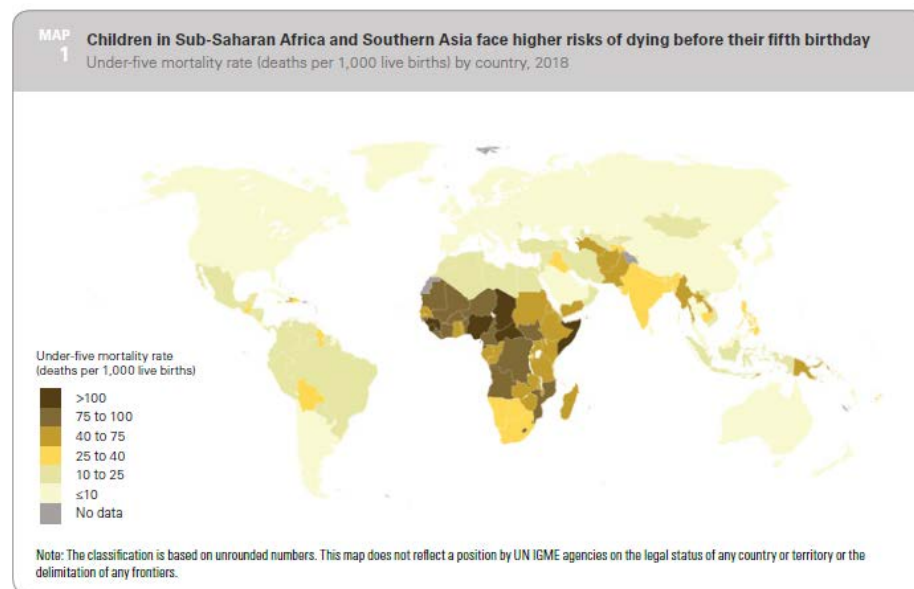 MAP
1
Children in Sub-Saharan Africa and Southern Asia face higher risks of dying before their fifth birthday
Under-five mortality rate (deaths per 1,000 live births) by country, 2018
Under-five mortality rate
(deaths per 1,000 live births)
>100
75 to 100
40 to 75
25 to 40
10 to 25
≤10
No data
Note: The classification is based on unrounded numbers. This map does not reflect a position by UN IGME agencies on the legal status of any country or territory or the
delimitation of any frontiers.